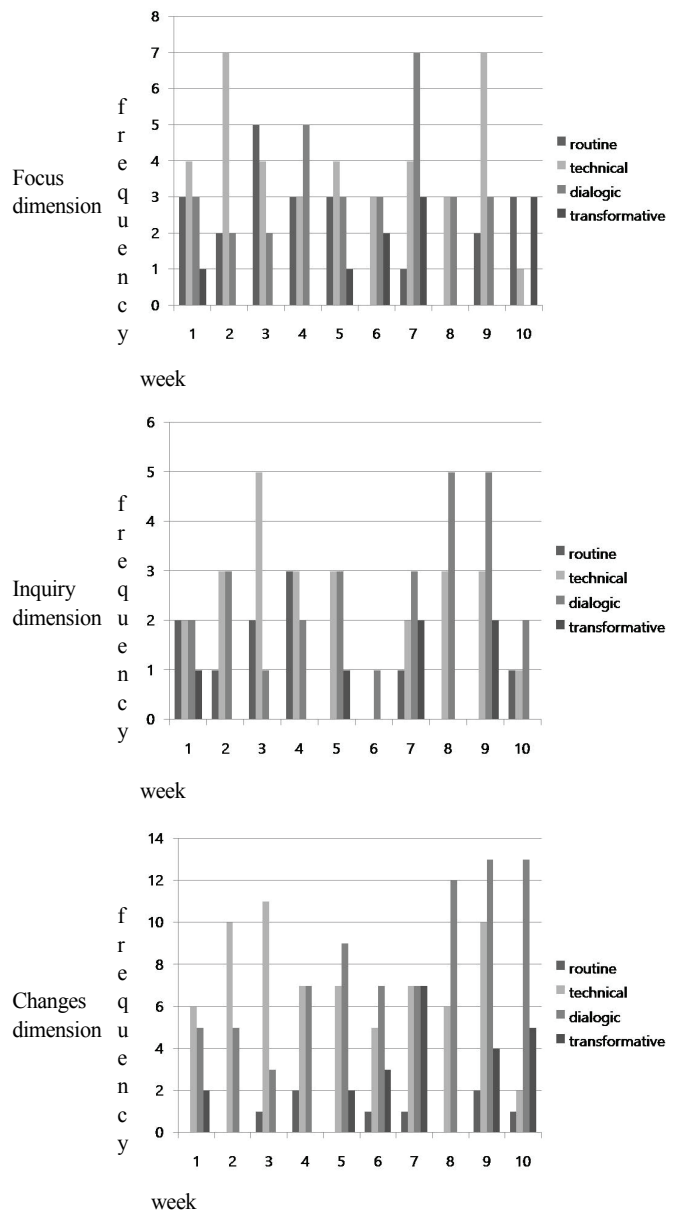 8
7
6
5
4
3
2
1
0
f
r
e
q
u
e
n
c
y
Focus
dimension
1 2 3 4 5 6 7 8 9 10
week
routine
technical
dialogic
transformative
6
5
4
3
2
1
0
f
r
e
q
u
e
n
c
y
Inquiry
dimension
1 2 3 4 5 6 7 8 9 10
week
routine
technical
dialogic
transformative
14
12
10
8
6
4
2
0
f
r
e
q
u
e
n
c
y
Changes
dimension
1 2 3 4 5 6 7 8 9 10
week
routine
technical
dialogic
transformative